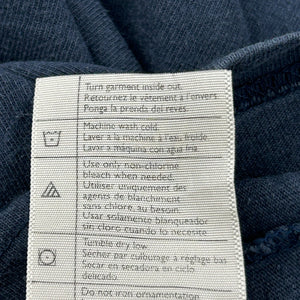 Turn garment inside out.
Retournez le vêtement à l'envers.
Ponga la prenda del reves.
Machine wash cold.
Laver à la machine à l'eau froide.
Lavar a maquina con agua fria.
Use only non-chlorine
bleach when needed.
Utiliser uniquement des
agents de blanchiment
sans chlore, au besoin.
Usar solamente blanqueador
sin cloro cuando lo necesite
Tumble dry low.
Sécher par culbutage à réglage bas
Secar en secadora en ciclo
delicado.
Do not iron ornamentation